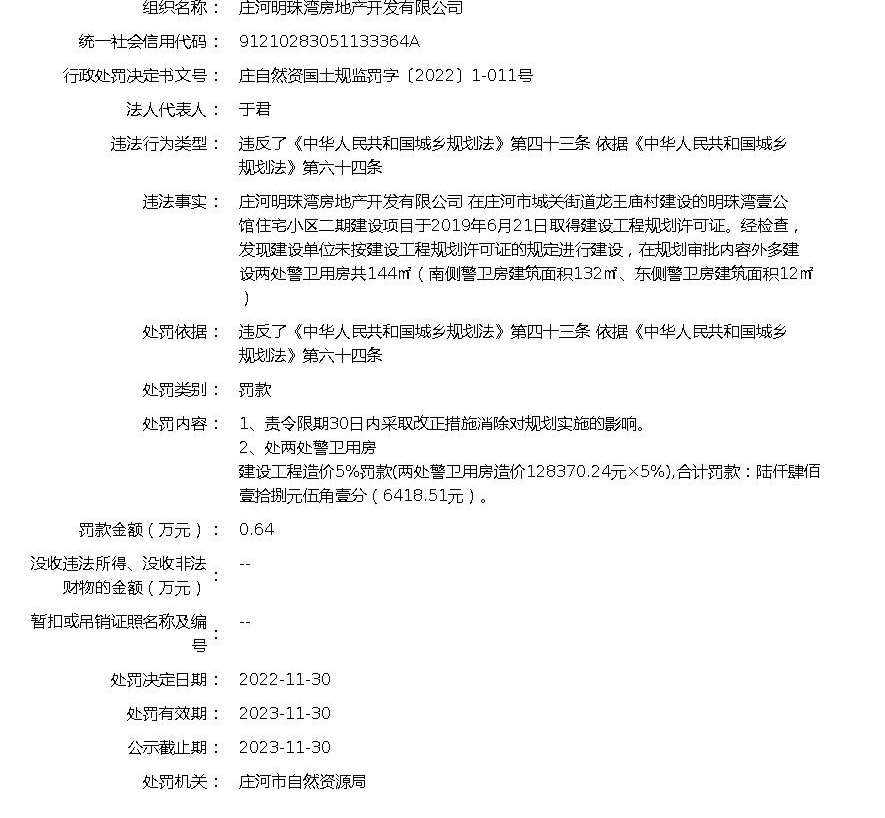 组织名称: 庄河明珠湾房地产开发有限公司
统一社会信用代码: 91210283051133364A
行政处罚决定书文号: 庄自然资国土规监罚字〔2022〕1-011号
法人代表人: 于君
违法行为类型: 违反了《中华人民共和国城乡规划法》第四十三条 依据《中华人民共和国城乡
规划法》第六十四条
违法事实: 庄河明珠湾房地产开发有限公司 在庄河市城关街道龙王庙村建设的明珠湾壹公
馆住宅小区二期建设项目于2019年6月21日取得建设工程规划许可证。经检查,
发现建设单位未按建设工程规划许可证的规定进行建设,在规划审批内容外多建
设两处警卫用房共144㎡(南侧警卫房建筑面积132㎡、东侧警卫房建筑面积12㎡
)
处罚依据: 违反了《中华人民共和国城乡规划法》第四十三条 依据《中华人民共和国城乡
规划法》第六十四条
处罚类别: 罚款
处罚内容: 1、责令限期30日内采取改正措施消除对规划实施的影响。
2、处两处警卫用房
建设工程造价5%罚款(两处警卫用房造价128370.24元×5%),合计罚款:陆仟肆佰
壹拾捌元伍角壹分(6418.51元)。
罚款金额(万元): 0.64
没收违法所得、没收非法
财物的金额(万元): --
暂扣或吊销证照名称及编
号: --
处罚决定日期: 2022-11-30
处罚有效期: 2023-11-30
公示截止期: 2023-11-30
处罚机关: 庄河市自然资源局